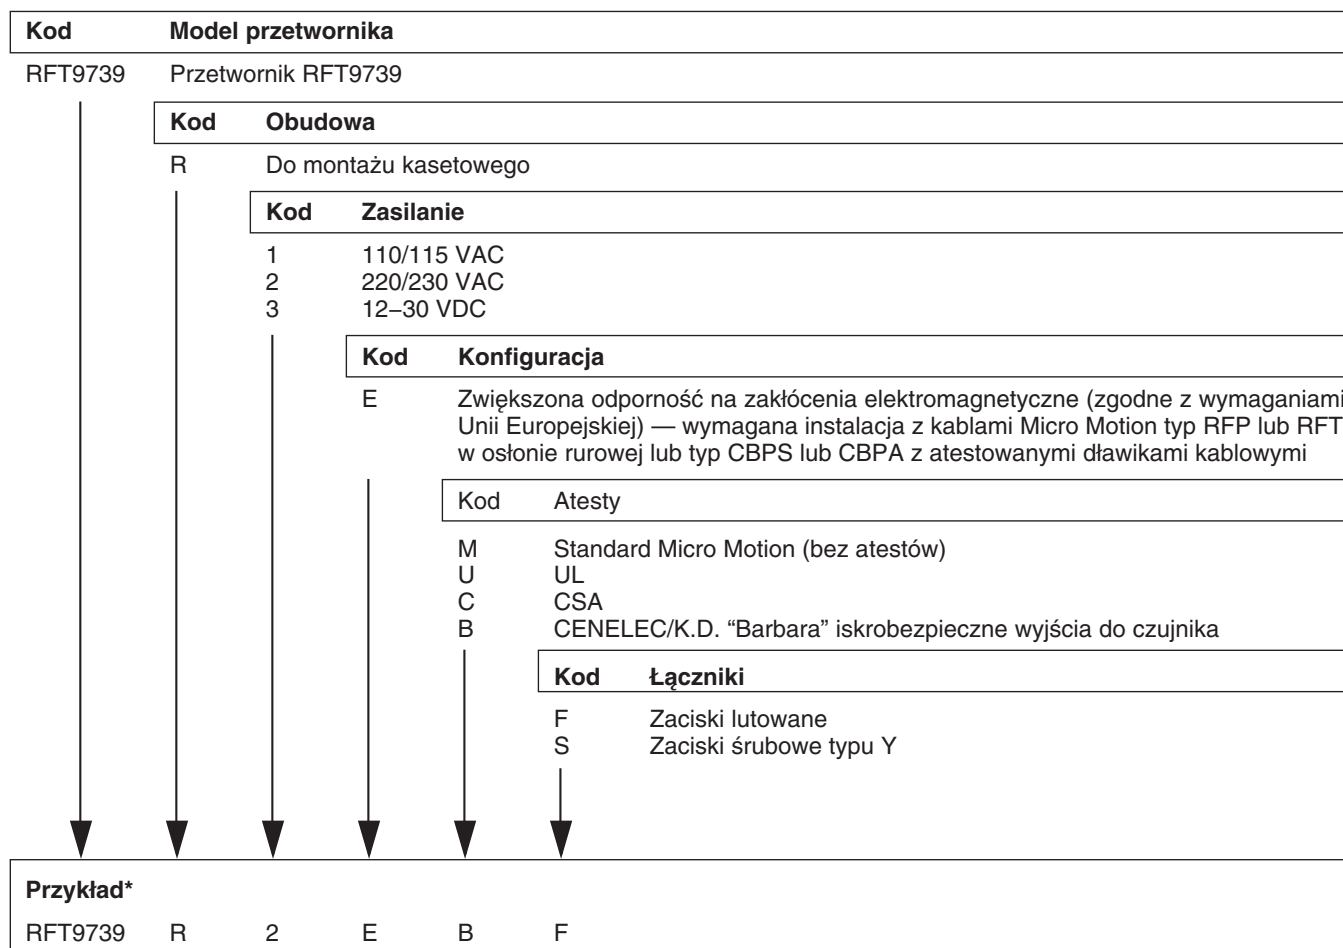 Kod Model przetwornika
RFT9739 Przetwornik RFT9739
Kod Obudowa
R Do montażu kasetowego
Kod Zasilanie
1 110/115 VAC
2 220/230 VAC
3 12–30 VDC
Kod Konfiguracja
E Zwiększona odporność na zakłócenia elektromagnetyczne (zgodne z wymaganiami
Unii Europejskiej) — wymagana instalacja z kablami Micro Motion typ RFP lub RFT
w osłonie rurowej lub typ CBPS lub CBPA z atestowanymi dławikami kablowymi
Kod Atesty
M Standard Micro Motion (bez atestów)
U UL
C CSA
B CENELEC/K.D. “Barbara” iskrobezpieczne wyjścia do czujnika
Kod Łączniki
F Zaciski lutowane
S Zaciski śrubowe typu Y
Przykład*
RFT9739 R 2 E B F